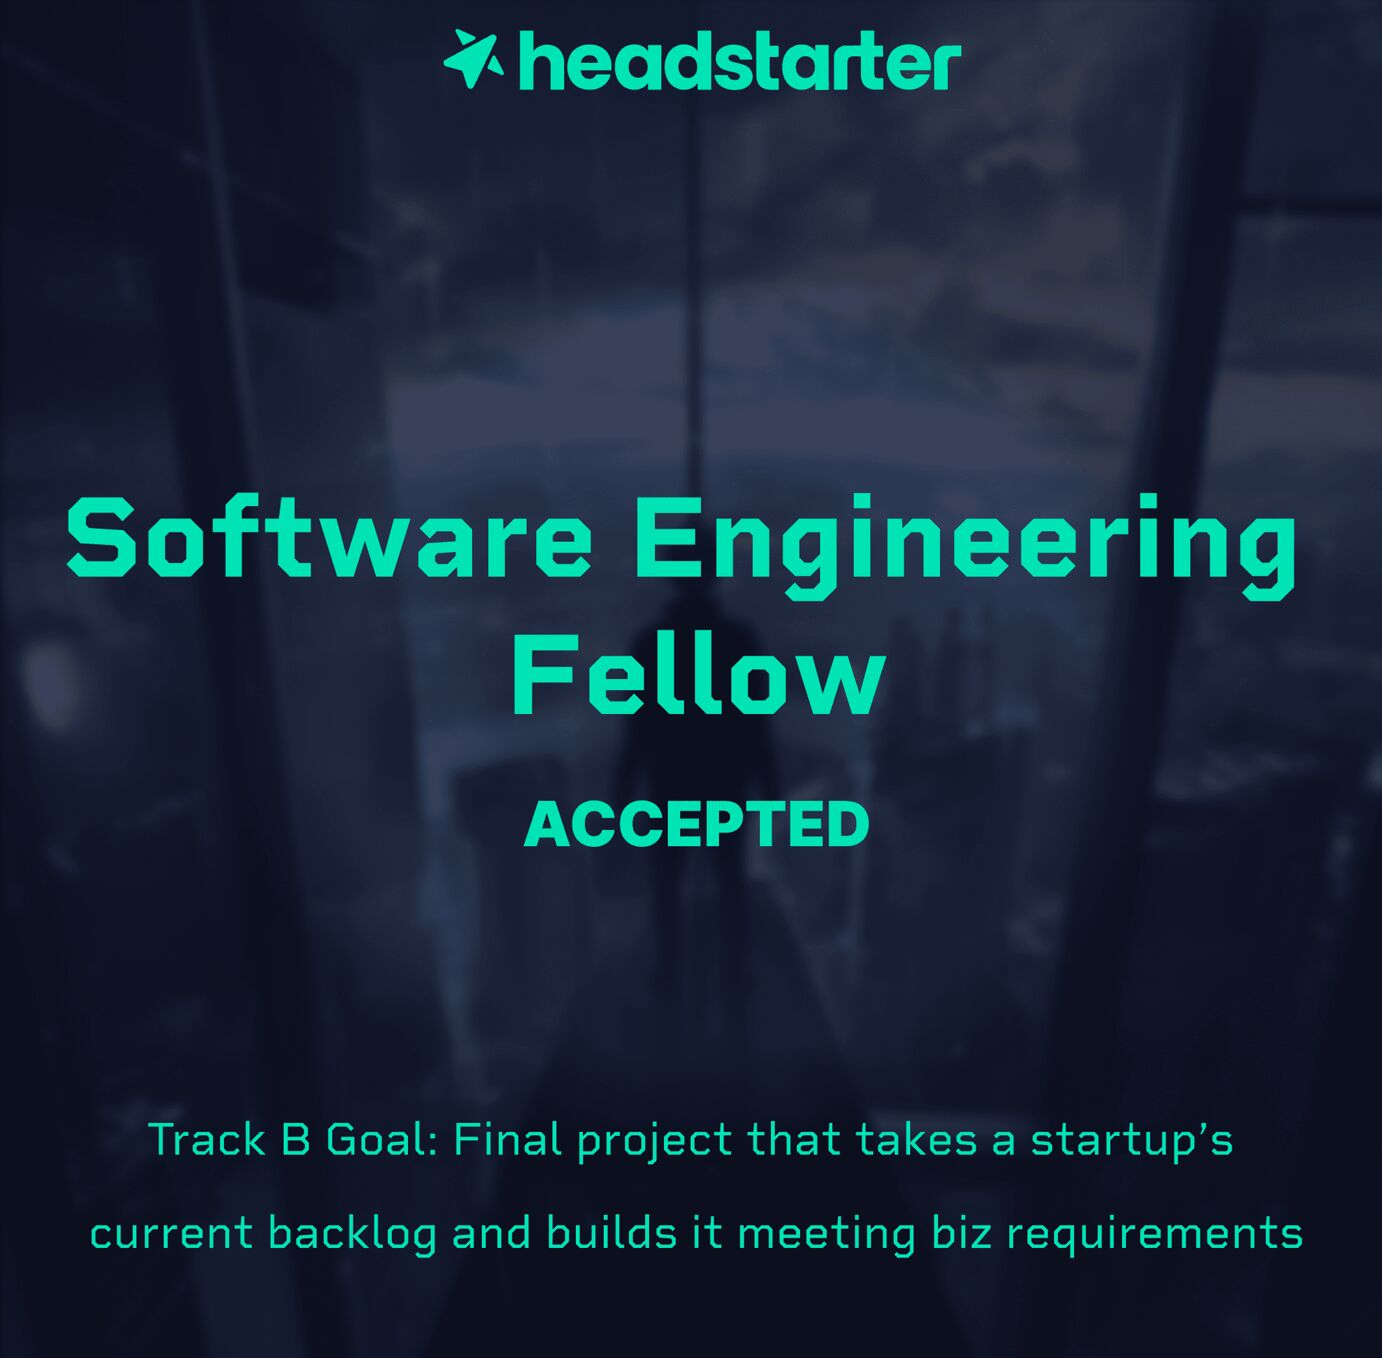 headstarter
Software Engineering
Fellow
ACCEPTED
Track B Goal: Final project that takes a startup’s
current backlog and builds it meeting biz requirements